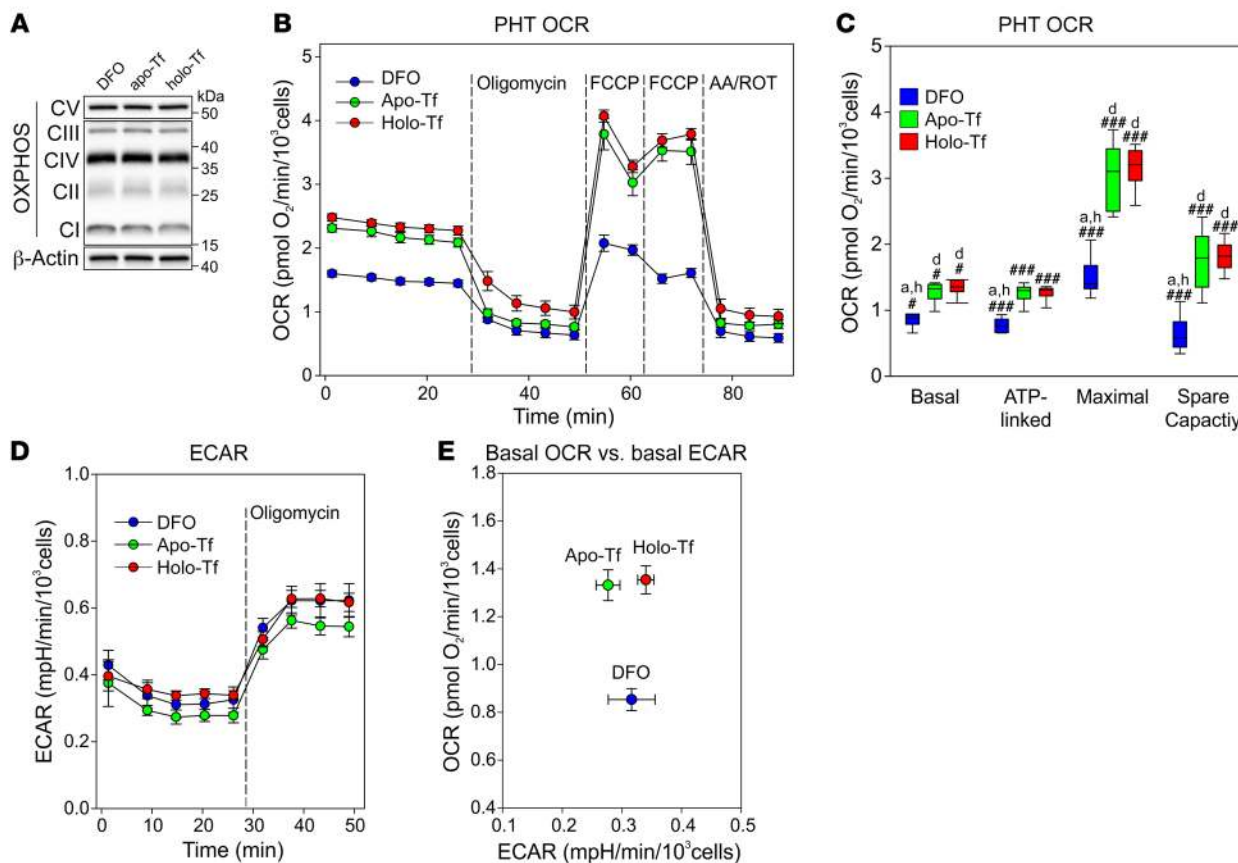 A
DFO
apo-Tf
holo-Tf
kDa
OXPHOS
CV
50
CIII
40
CIV
35
CII
25
CI
15
β-Actin
40
B
PHT OCR
OCR (pmol O₂/min/10³cells)
5
4
3
2
1
0
DFO
Apo-Tf
Holo-Tf
Oligomycin
FCCP
FCCP
AA/ROT
0
20
40
60
80
Time (min)
C
PHT OCR
OCR (pmol O₂/min/10³cells)
5
4
3
2
1
0
DFO
Apo-Tf
Holo-Tf
a,h
#
d
#
d
#
a,h
###
###
###
a,h
###
d
###
d
###
a,h
###
d
###
d
###
Basal
ATP-
linked
Maximal
Spare
Capactiy
D
ECAR
ECAR (mpH/min/10³cells)
1.0
0.8
0.6
0.4
0.2
0.0
DFO
Apo-Tf
Holo-Tf
Oligomycin
0
10
20
30
40
50
Time (min)
E
Basal OCR vs. basal ECAR
OCR (pmol O₂/min/10³cells)
1.8
1.6
1.4
1.2
1.0
0.8
0.6
0.4
Apo-Tf
Holo-Tf
DFO
0.1
0.2
0.3
0.4
0.5
ECAR (mpH/min/10³cells)